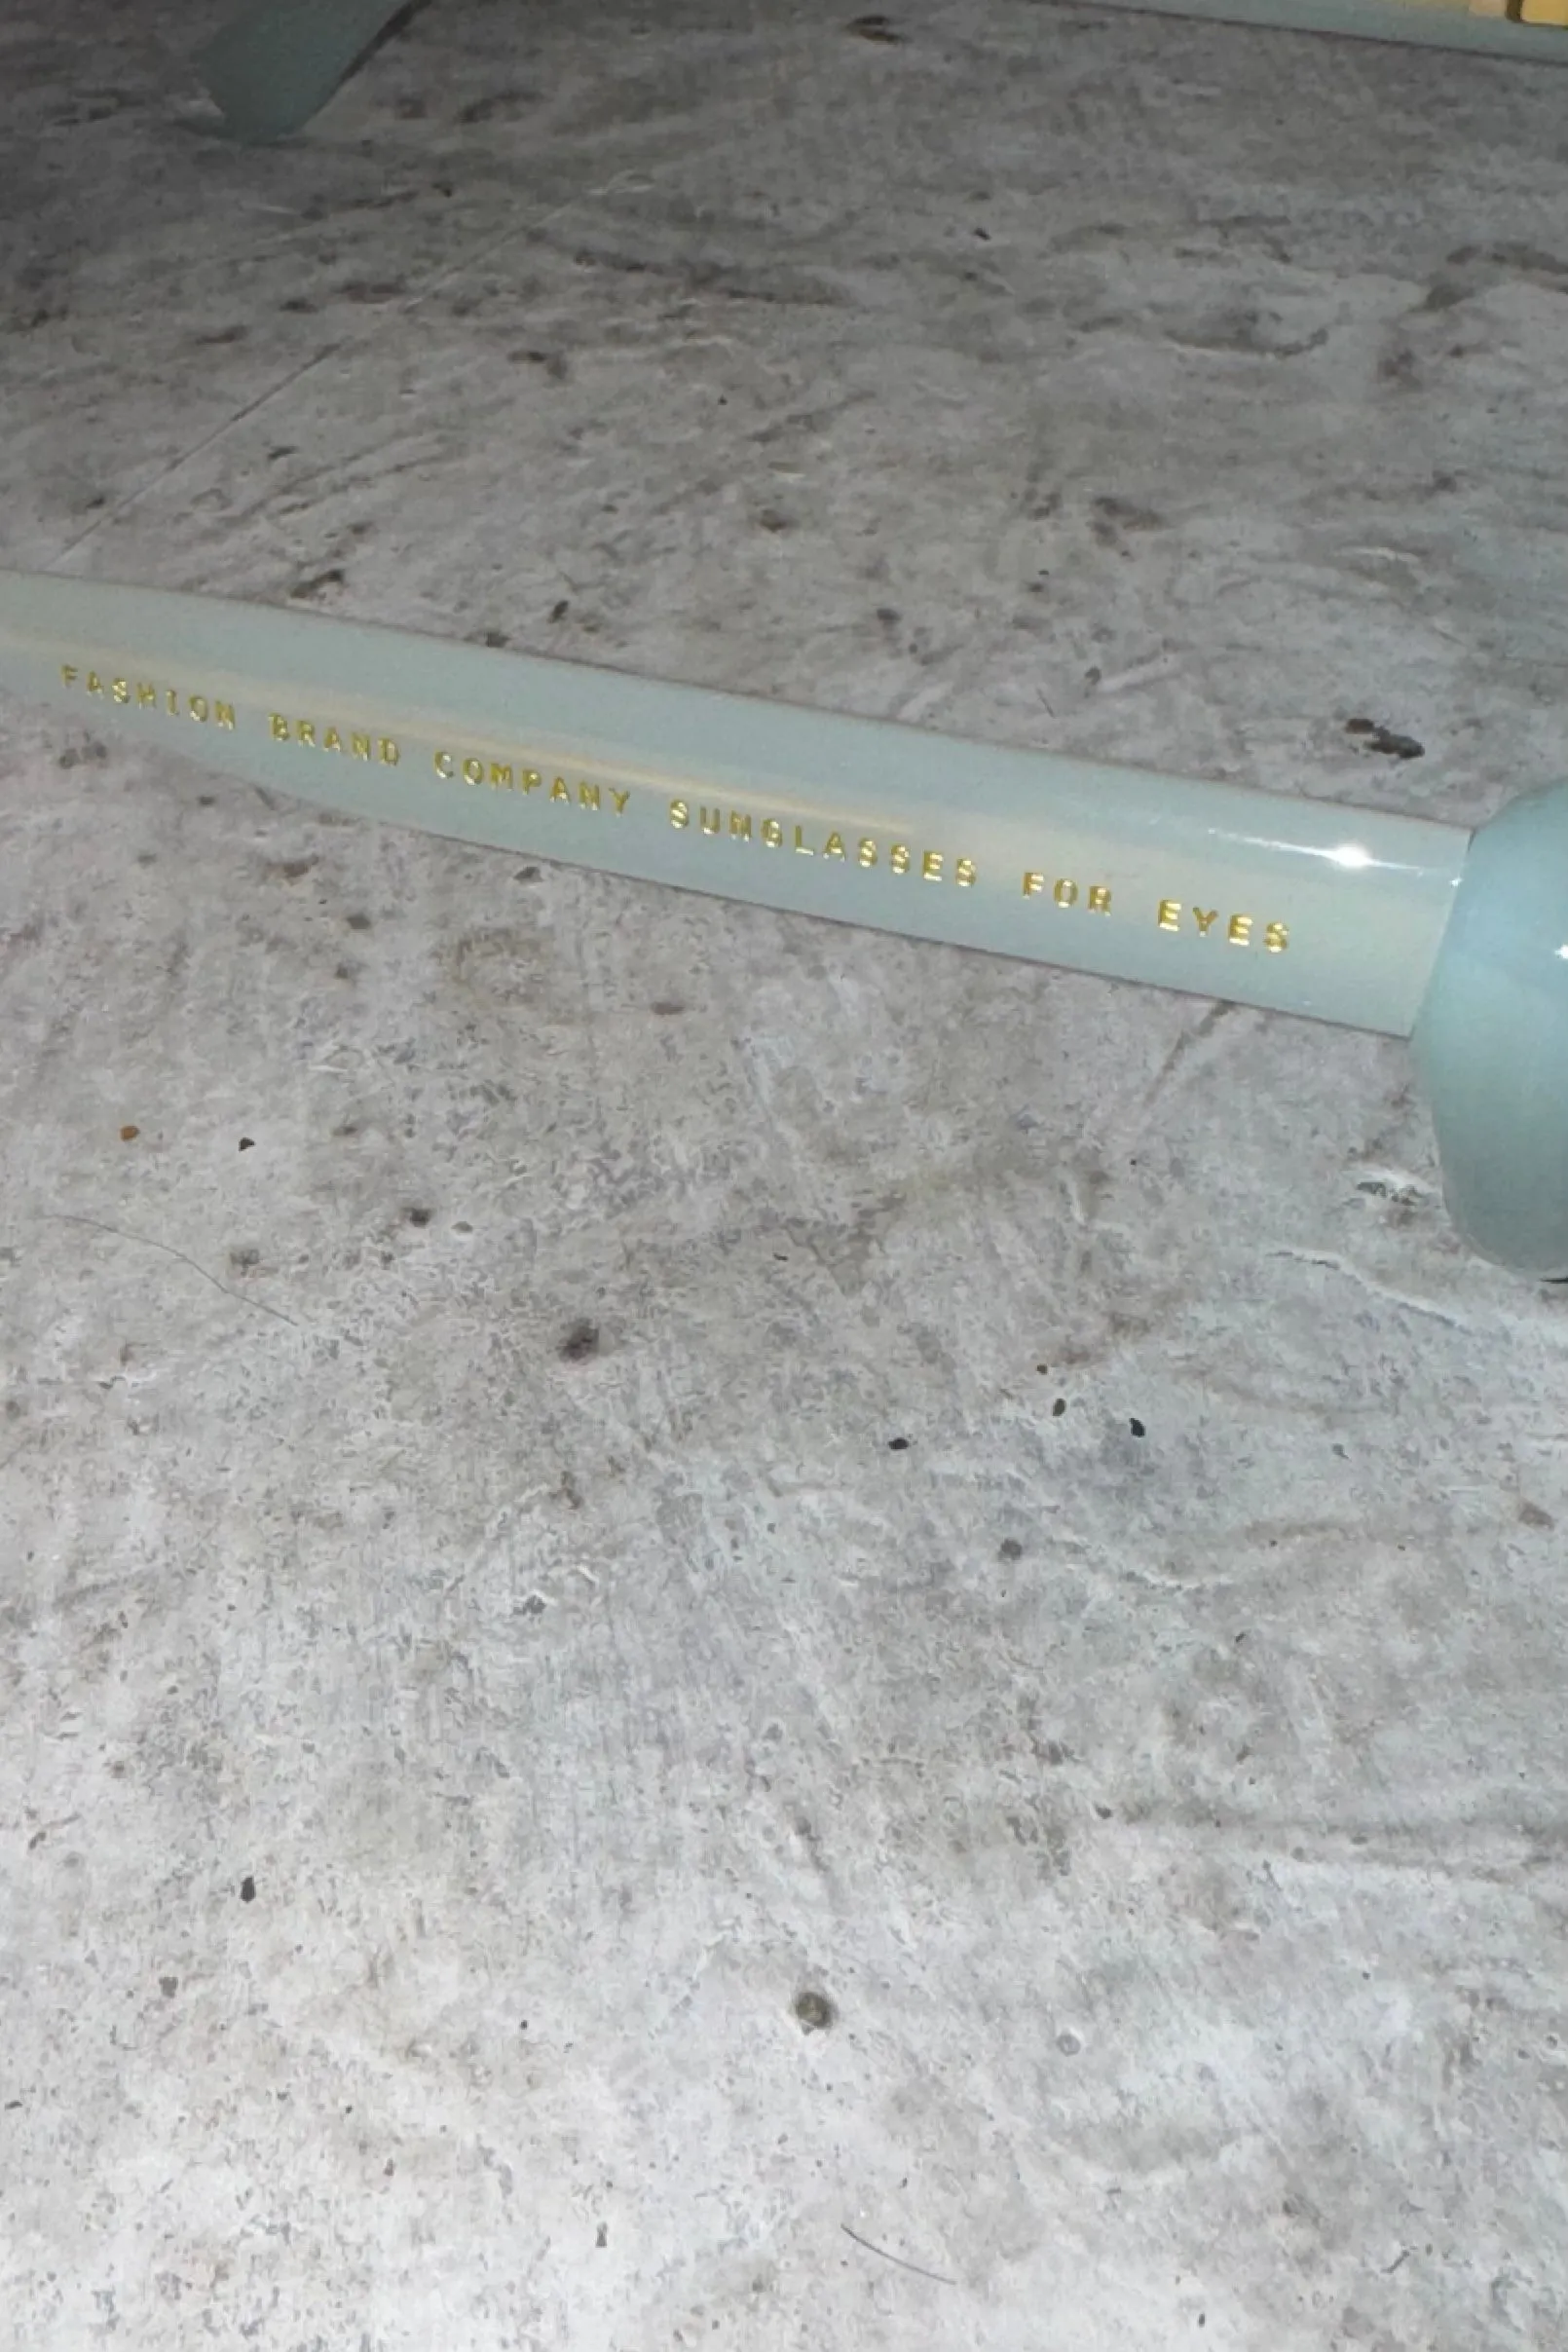 FASHION BRAND COMPANY SUNGLASSES FOR EYES